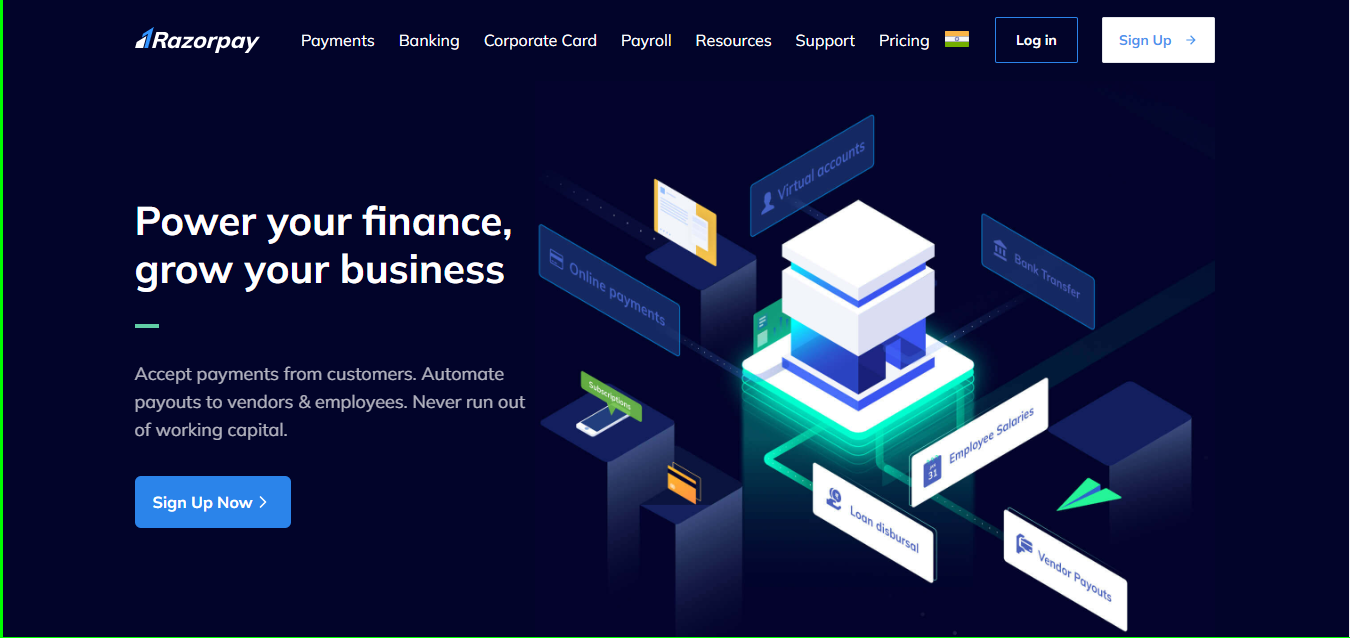 Razorpay
Payments
Banking
Corporate Card
Payroll
Resources
Support
Pricing
Log in
Sign Up →
Power your finance,
grow your business
Accept payments from customers. Automate
payouts to vendors & employees. Never run out
of working capital.
Sign Up Now >
Virtual accounts
Online payments
Bank Transfer
Subscriptions
Employee Salaries
31
Loan disbursal
Vendor Payouts